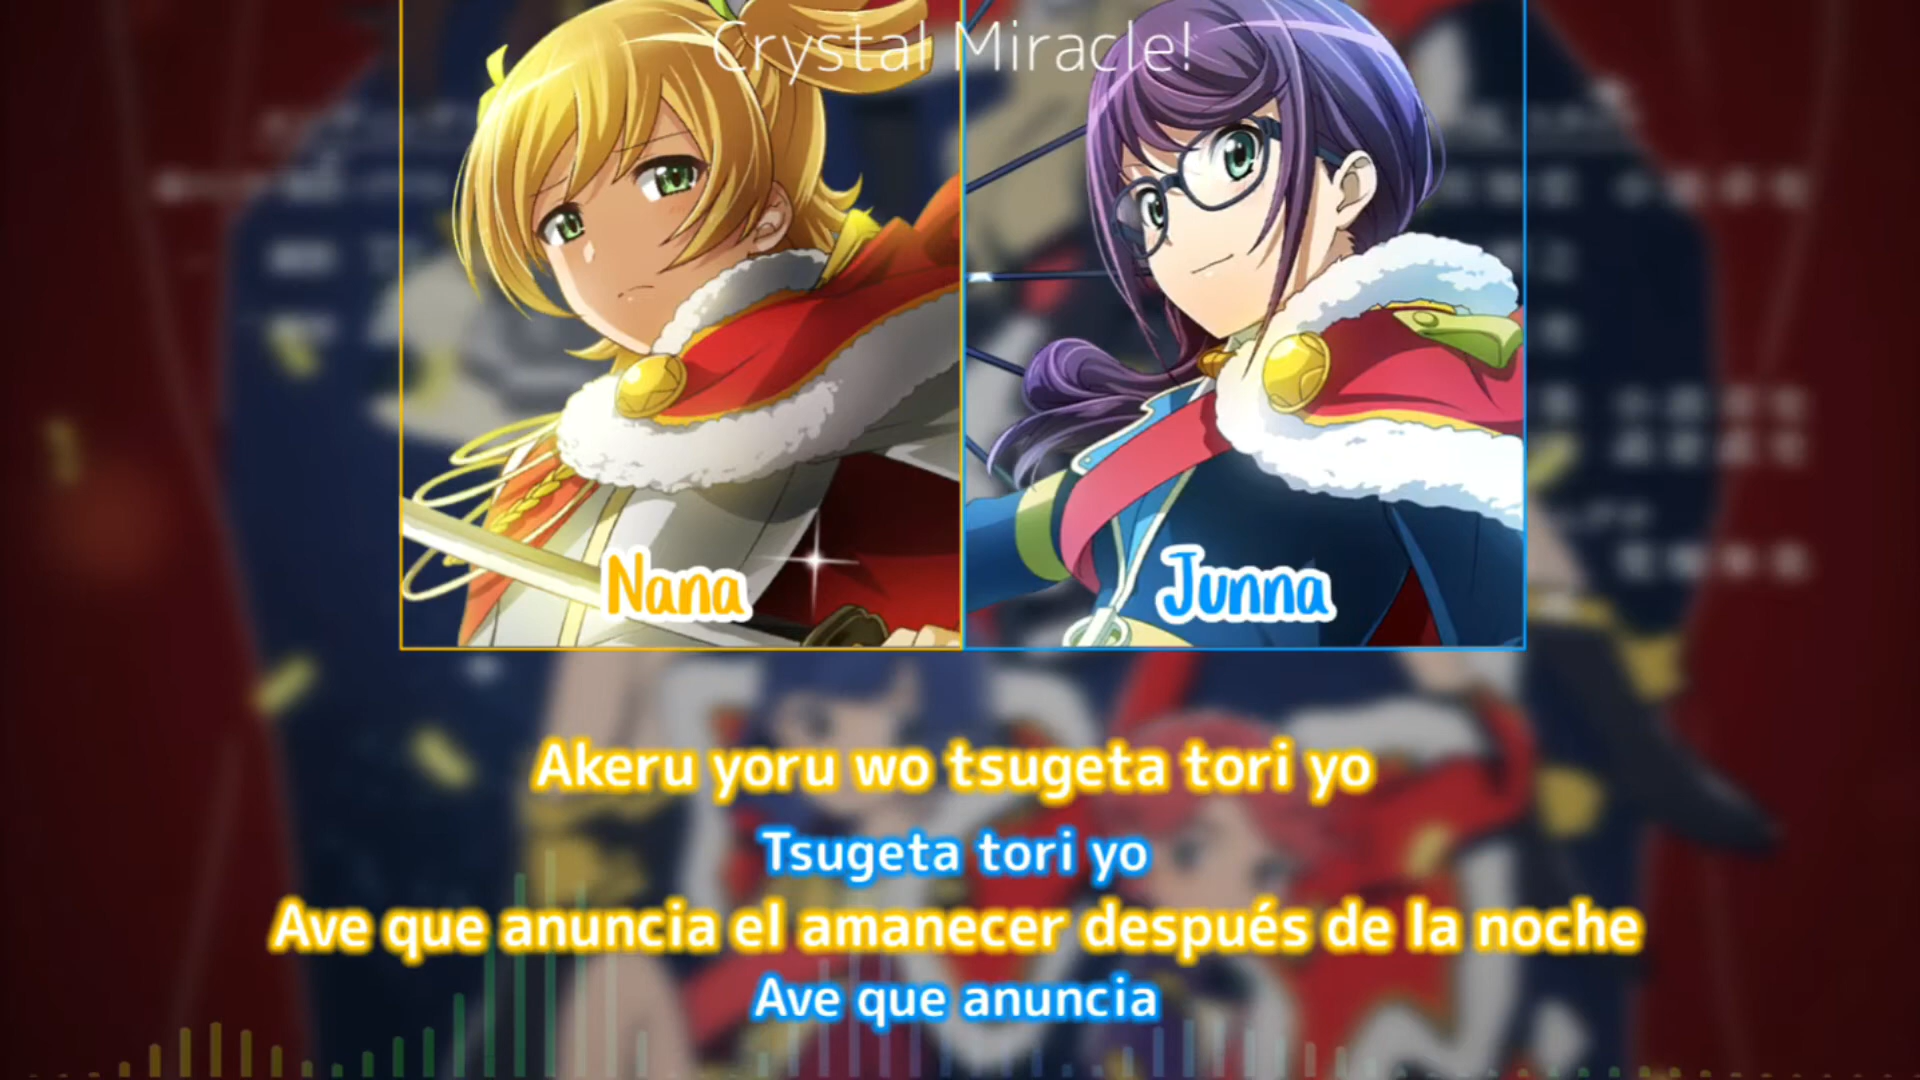 Crystal Miracle!
Nana
Junna
Akeru yoru wo tsugeta tori yo
Tsugeta tori yo
Ave que anuncia el amanecer después de la noche
Ave que anuncia